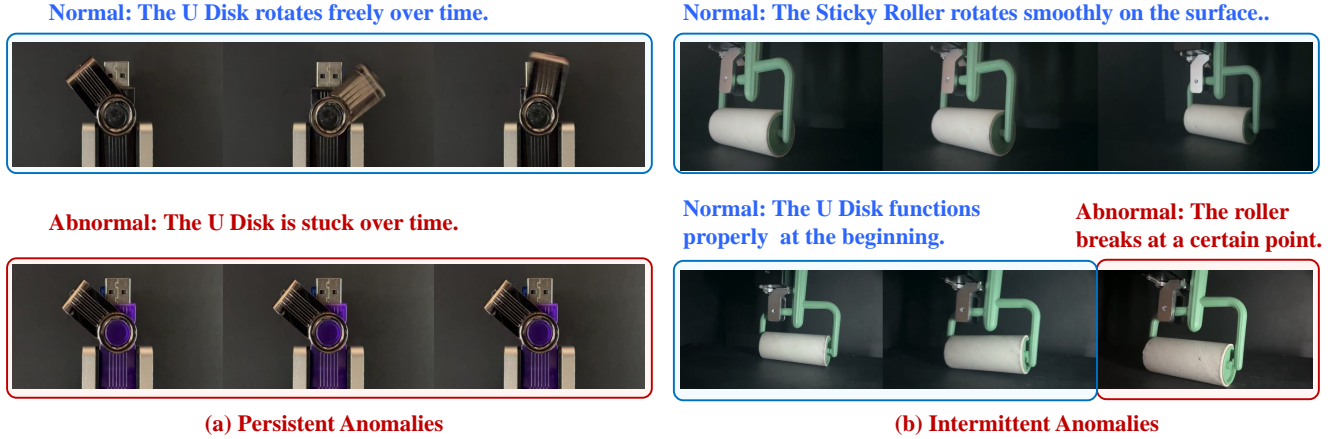 Normal: The U Disk rotates freely over time.
Normal: The Sticky Roller rotates smoothly on the surface..
Abnormal: The U Disk is stuck over time.
Normal: The U Disk functions
properly at the beginning.
Abnormal: The roller
breaks at a certain point.
(a) Persistent Anomalies
(b) Intermittent Anomalies